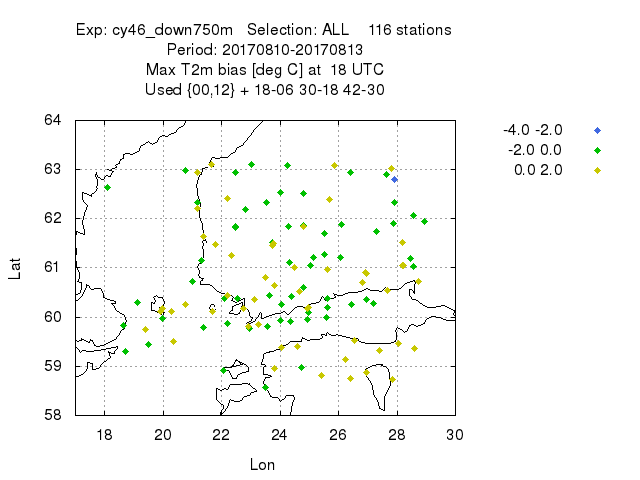 Exp: cy46_down750m   Selection: ALL    116 stations
Period: 20170810-20170813
Max T2m bias [deg C] at  18 UTC
Used {00,12} + 18-06 30-18 42-30
-4.0 -2.0
-2.0 0.0
0.0 2.0
64
63
62
61
60
59
58
Lat
18 20 22 24 26 28 30
Lon